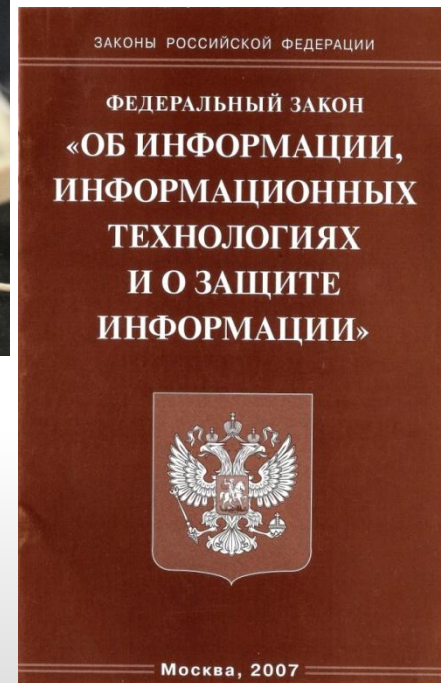 ЗАКОНЫ РОССИЙСКОЙ ФЕДЕРАЦИИ
ФЕДЕРАЛЬНЫЙ ЗАКОН
«ОБ ИНФОРМАЦИИ,
ИНФОРМАЦИОННЫХ
ТЕХНОЛОГИЯХ
И О ЗАЩИТЕ
ИНФОРМАЦИИ»
Москва, 2007